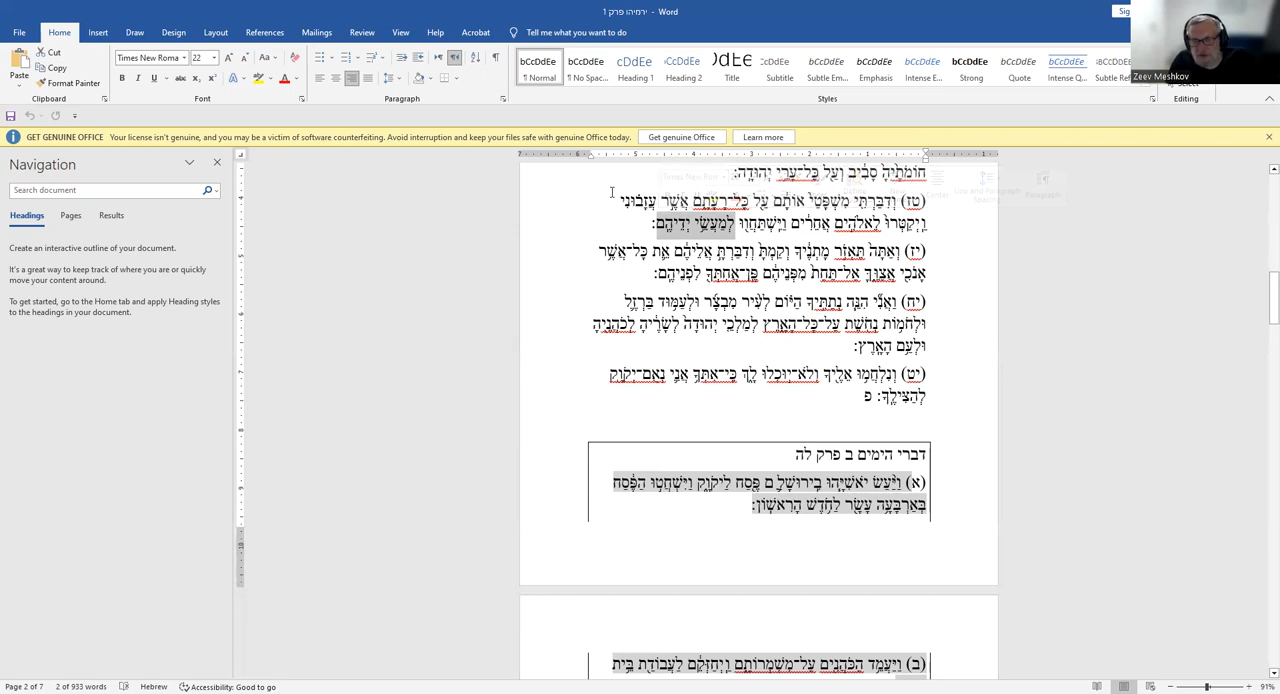 ירמיהו פרק 1 - Word
Sig
File Home Insert Draw Design Layout References Mailings Review View Help Acrobat Tell me what you want to do
Zeev Meshkov
Paste
Cut
Copy
Format Painter
Times New Roma 22
Normal No Spac... Heading 1 Heading 2 Title Subtitle Subtle Em... Emphasis Intense E... Strong Quote Intense Q... Subtle Ref
Clipboard Font Paragraph Styles Editing
GET GENUINE OFFICE Your license isn't genuine, and you may be a victim of software counterfeiting. Avoid interruption and keep your files safe with genuine Office today. Get genuine Office Learn more
Navigation
Search document
Headings Pages Results
Create an interactive outline of your document.
It's a great way to keep track of where you are or quickly
move your content around.
To get started, go to the Home tab and apply Heading styles
to the headings in your document.
חוֹמֹתֶ֙יהָ֙ סָבִ֔יב וְעַ֖ל כָּל־עָרֵ֥י יְהוּדָֽה:
(טז) וְדִבַּרְתִּ֤י מִשְׁפָּטַי֙ אוֹתָ֔ם עַ֖ל כָּל־רָעָתָ֑ם אֲשֶׁ֣ר עֲזָב֗וּנִי
וַֽיְקַטְּרוּ֙ לֵאלֹהִ֣ים אֲחֵרִ֔ים וַיִּֽשְׁתַּחֲו֖וּ לְמַעֲשֵׂ֥י יְדֵיהֶֽם:
(יז) וְאַתָּה֙ תֶּאְזֹ֣ר מָתְנֶ֔יךָ וְקַמְתָּ֙ וְדִבַּרְתָּ֣ אֲלֵיהֶ֔ם אֵ֛ת כָּל־אֲשֶׁ֥ר
אָנֹכִ֖י אֲצַוֶּ֑ךָּ אַל־תֵּחַת֙ מִפְּנֵיהֶ֔ם פֶּֽן־אֲחִתְּךָ֖ לִפְנֵיהֶֽם:
(יח) וַאֲנִ֞י הִנֵּ֧ה נְתַתִּ֣יךָ הַיּ֗וֹם לְעִ֨יר מִבְצָ֜ר וּלְעַמּ֥וּד בַּרְזֶ֛ל
וּלְחֹמ֥וֹת נְחֹ֖שֶׁת עַל־כָּל־הָאָ֑רֶץ לְמַלְכֵ֤י יְהוּדָה֙ לְשָׂרֶ֔יהָ לְכֹהֲנֶ֖יהָ
וּלְעַ֥ם הָאָֽרֶץ:
(יט) וְנִלְחֲמ֥וּ אֵלֶ֖יךָ וְלֹא־י֣וּכְלוּ לָ֑ךְ כִּֽי־אִתְּךָ֥ אֲנִ֛י נְאֻם־יְקֹוָ֖ק
לְהַצִּילֶֽךָ: פ
דברי הימים ב פרק לה
(א) וַיַּ֨עַשׂ יֹאשִׁיָּ֧הוּ בִֽירוּשָׁלִַ֛ם פֶּ֖סַח לַיקֹוָ֑ק וַיִּשְׁחֲט֣וּ הַפֶּ֔סַח
בְּאַרְבָּעָ֥ה עָשָׂ֖ר לַחֹ֥דֶשׁ הָרִאשֽׁוֹן:
(ב) וַיַּעֲמֵ֥ד הַכֹּהֲנִ֖ים עַל־מִשְׁמְרוֹתָ֑ם וַֽיְחַזְּקֵ֔ם לַעֲבוֹדַ֖ת בֵּ֥ית
Page 2 of 7 2 of 933 words Hebrew Accessibility: Good to go 91%